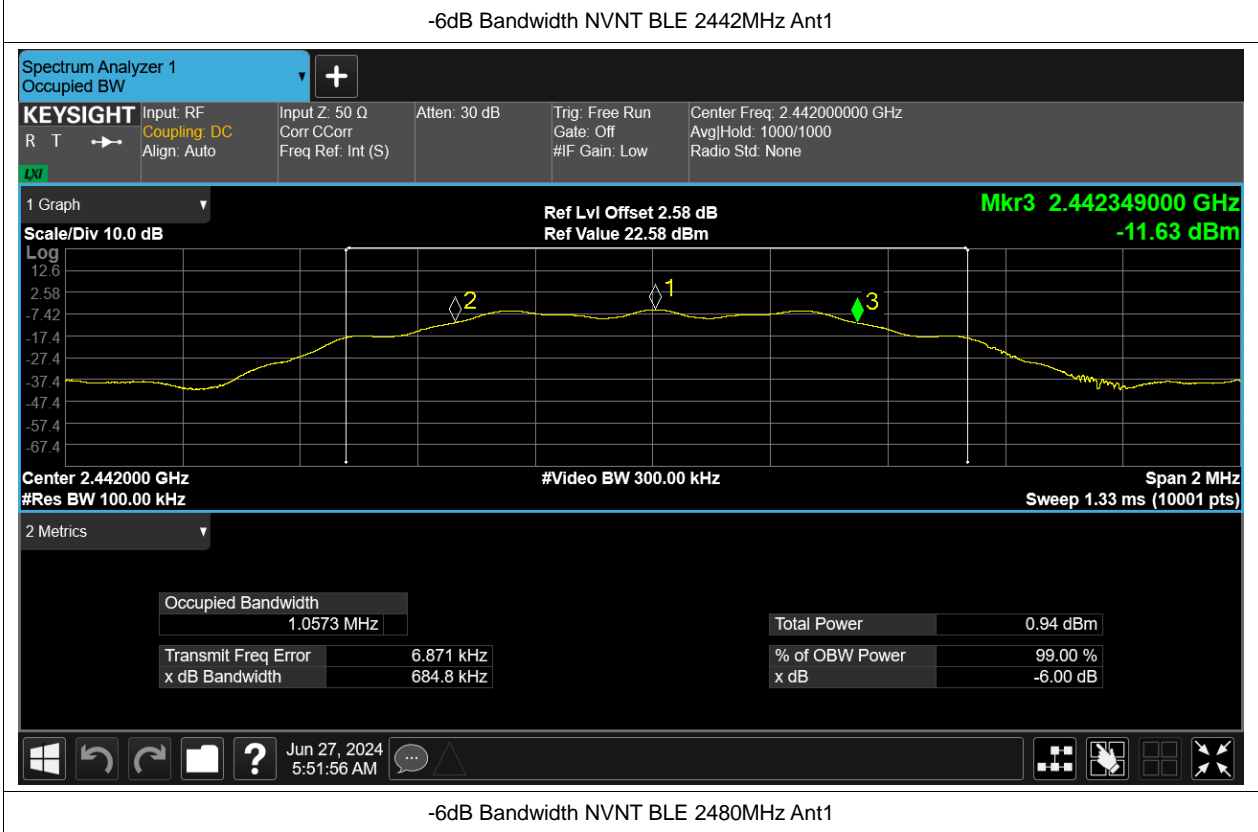 -6dB Bandwidth NVNT BLE 2442MHz Ant1
Spectrum Analyzer 1
Occupied BW
KEYSIGHT
R T
LXI
Input: RF
Coupling: DC
Align: Auto
Input Z: 50 Ω
Corr CCorr
Freq Ref: Int (S)
Atten: 30 dB
Trig: Free Run
Gate: Off
#IF Gain: Low
Center Freq: 2.442000000 GHz
Avg|Hold: 1000/1000
Radio Std: None
1 Graph
Scale/Div 10.0 dB
Ref Lvl Offset 2.58 dB
Ref Value 22.58 dBm
Mkr3 2.442349000 GHz
-11.63 dBm
Log
12.6
2.58
-7.42
-17.4
-27.4
-37.4
-47.4
-57.4
-67.4
2
1
3
Center 2.442000 GHz
#Video BW 300.00 kHz
Span 2 MHz
#Res BW 100.00 kHz
Sweep 1.33 ms (10001 pts)
2 Metrics
Occupied Bandwidth
1.0573 MHz
Total Power 0.94 dBm
Transmit Freq Error 6.871 kHz
% of OBW Power 99.00 %
x dB Bandwidth 684.8 kHz
x dB -6.00 dB
?
Jun 27, 2024
5:51:56 AM
-6dB Bandwidth NVNT BLE 2480MHz Ant1